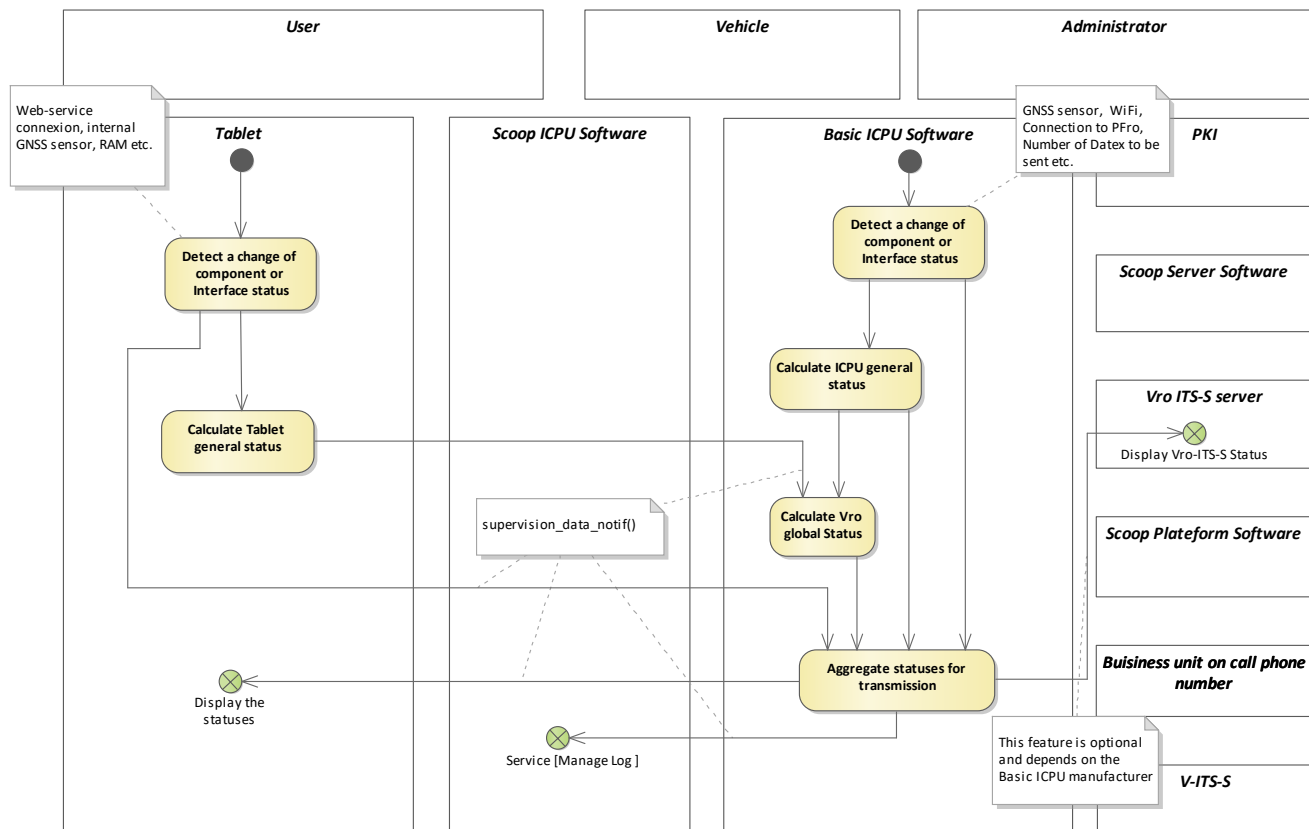 User
Vehicle
Administrator
Web-service
connexion, internal
GNSS sensor, RAM etc.
GNSS sensor, WiFi,
Connection to PFro,
Number of Datex to be
sent etc.
Tablet
Scoop ICPU Software
Basic ICPU Software
PKI
Detect a change of
component or
Interface status
Detect a change of
component or
Interface status
Scoop Server Software
Calculate ICPU general
status
Vro ITS-S server
Display Vro-ITS-S Status
Calculate Tablet
general status
supervision_data_notif()
Calculate Vro
global Status
Scoop Plateform Software
Aggregate statuses for
transmission
Buisiness unit on call phone
number
Display the
statuses
Service [Manage Log ]
This feature is optional
and depends on the
Basic ICPU manufacturer
V-ITS-S